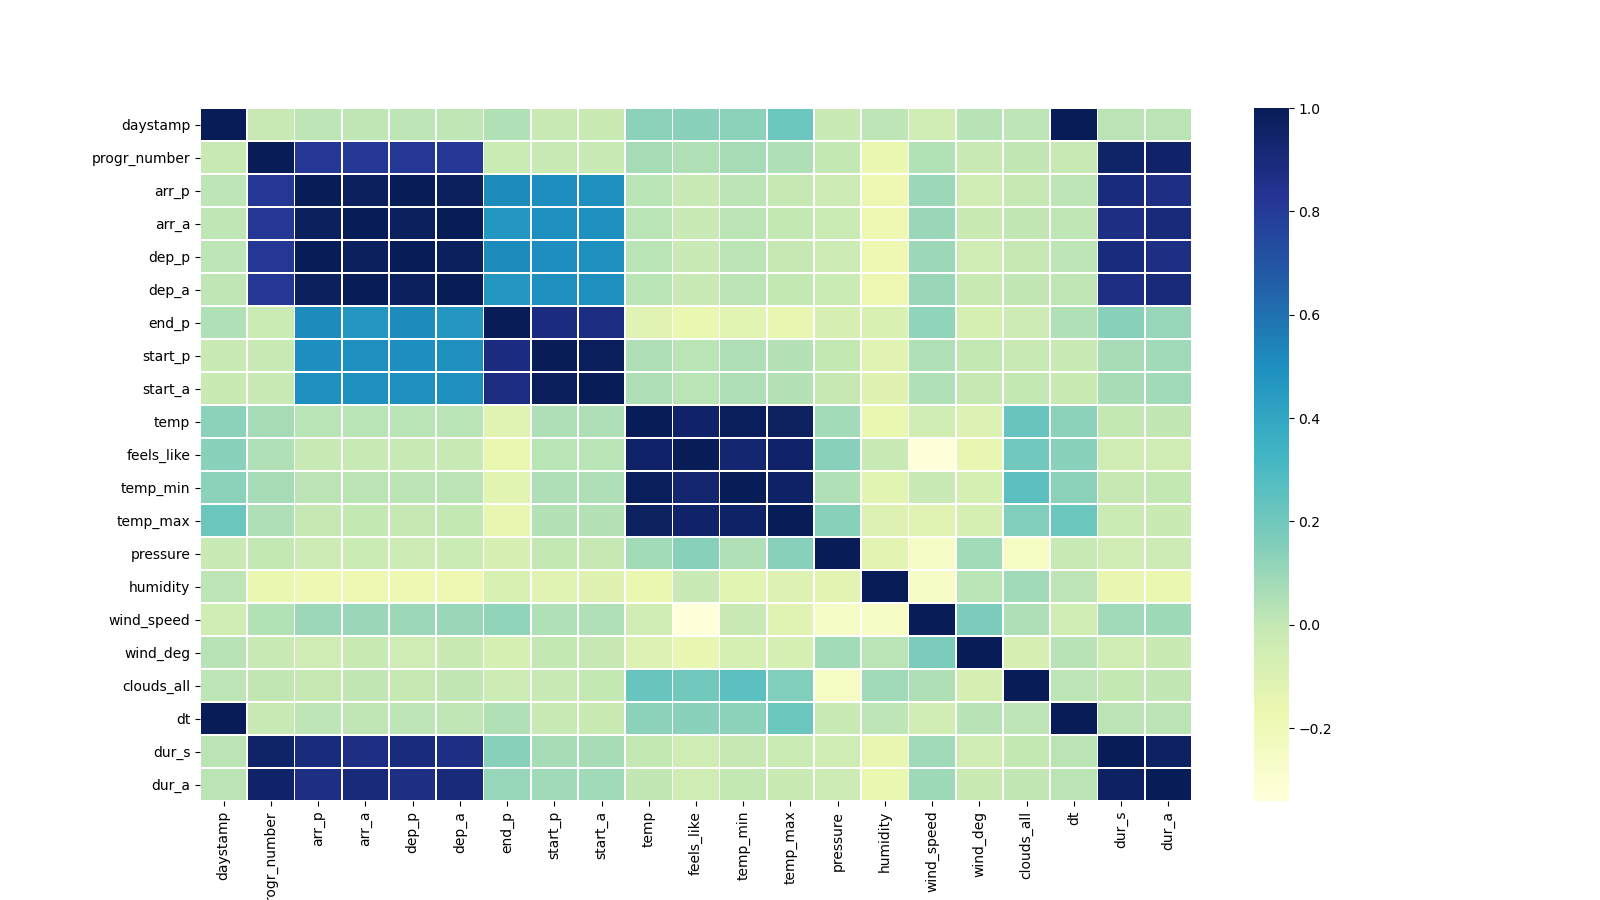 daystamp
progr_number
arr_p
arr_a
dep_p
dep_a
end_p
start_p
start_a
temp
feels_like
temp_min
temp_max
pressure
humidity
wind_speed
wind_deg
clouds_all
dt
dur_s
dur_a
daystamp
rogr_number
arr_p
arr_a
dep_p
dep_a
end_p
start_p
start_a
temp
feels_like
temp_min
temp_max
pressure
humidity
wind_speed
wind_deg
clouds_all
dt
dur_s
dur_a
1.0
0.8
0.6
0.4
0.2
0.0
−0.2